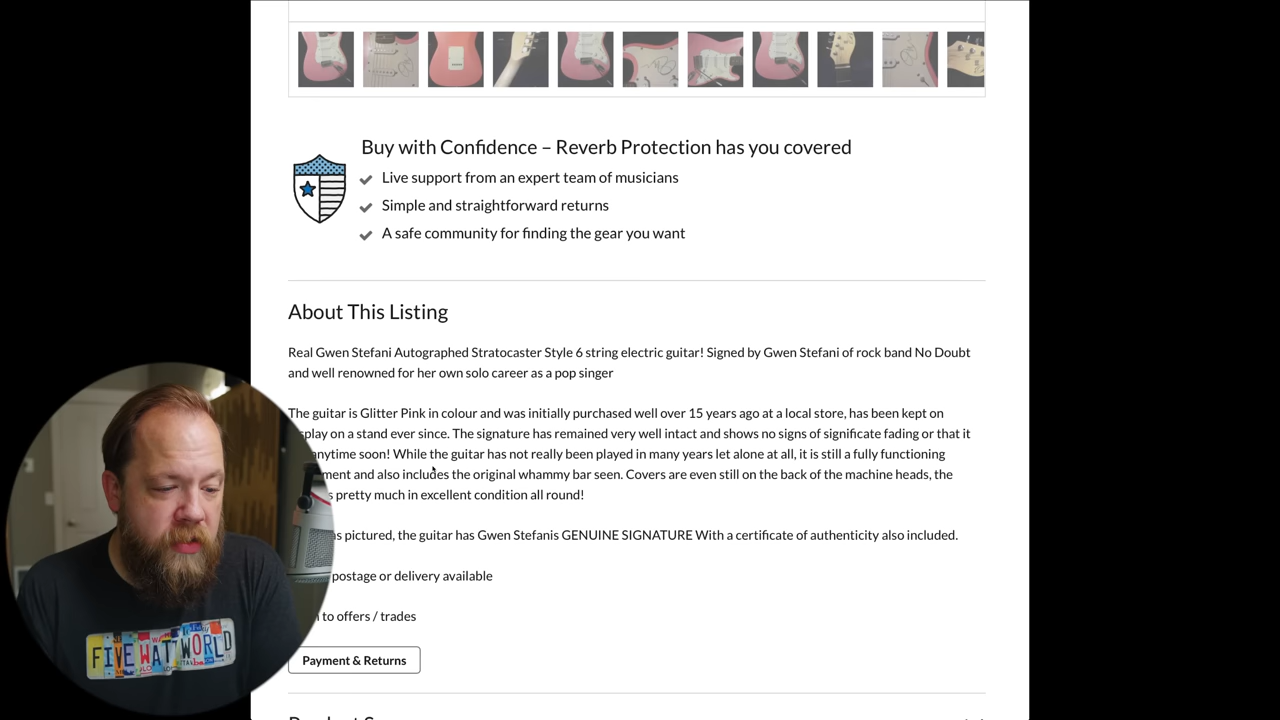 Buy with Confidence – Reverb Protection has you covered
Live support from an expert team of musicians
Simple and straightforward returns
A safe community for finding the gear you want
About This Listing
Real Gwen Stefani Autographed Stratocaster Style 6 string electric guitar! Signed by Gwen Stefani of rock band No Doubt
and well renowned for her own solo career as a pop singer
The guitar is Glitter Pink in colour and was initially purchased well over 15 years ago at a local store, has been kept on
on a stand ever since. The signature has remained very well intact and shows no signs of significate fading or that it
anytime soon! While the guitar has not really been played in many years let alone at all, it is still a fully functioning
and also includes the original whammy bar seen. Covers are even still on the back of the machine heads, the
pretty much in excellent condition all round!
pictured, the guitar has Gwen Stefanis GENUINE SIGNATURE With a certificate of authenticity also included.
postage or delivery available
to offers / trades
Payment & Returns
FIVE WATT WORLD